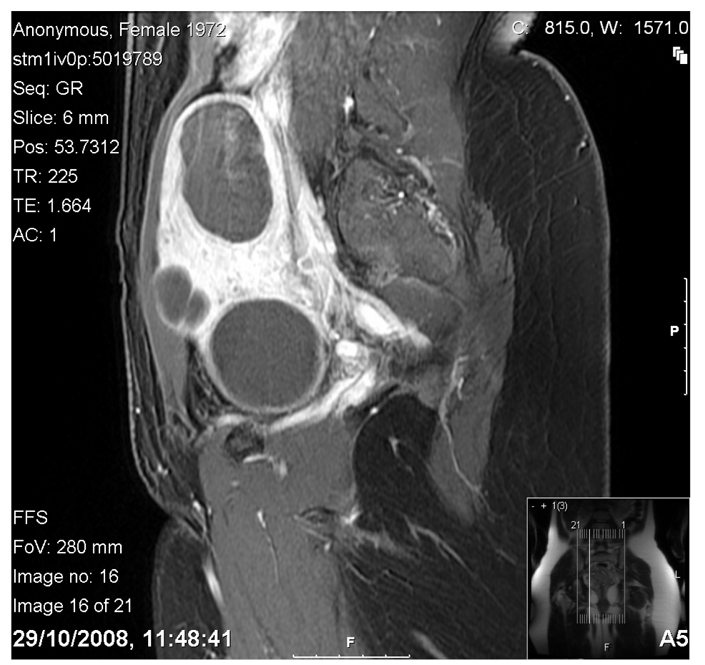 Anonymous, Female 1972
C: 815.0, W: 1571.0
stm1iv0p:5019789
Seq: GR
Slice: 6 mm
Pos: 53.7312
TR: 225
TE: 1.664
AC: 1
P
FFS
FoV: 280 mm
Image no: 16
Image 16 of 21
29/10/2008, 11:48:41
F
- + 1(3)
21 1
L
F
A5